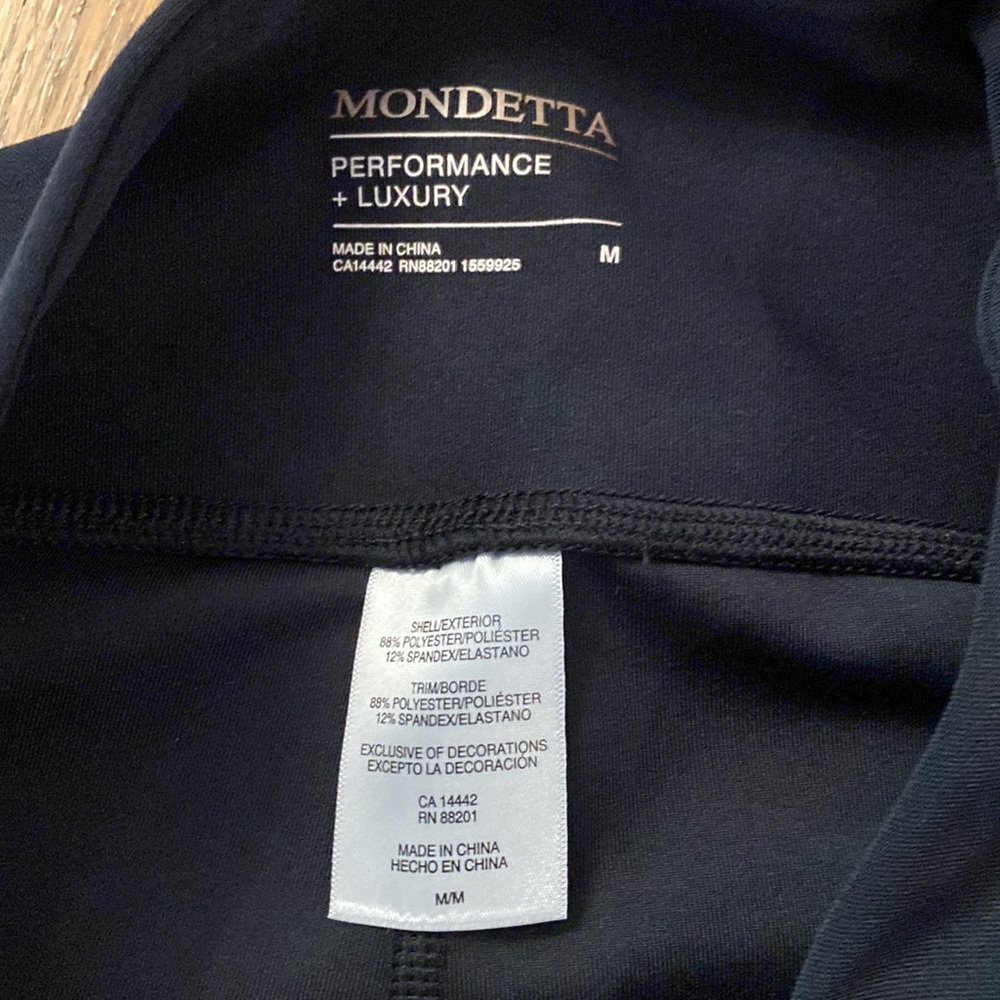 MONDETTA
PERFORMANCE
+ LUXURY
MADE IN CHINA
CA14442 RN88201 1559925
M
SHELL/EXTERIOR
88% POLYESTER/POLIÉSTER
12% SPANDEX/ELASTANO
TRIM/BORDE
88% POLYESTER/POLIÉSTER
12% SPANDEX/ELASTANO
EXCLUSIVE OF DECORATIONS
EXCEPTO LA DECORACIÓN
CA 14442
RN 88201
MADE IN CHINA
HECHO EN CHINA
M/M